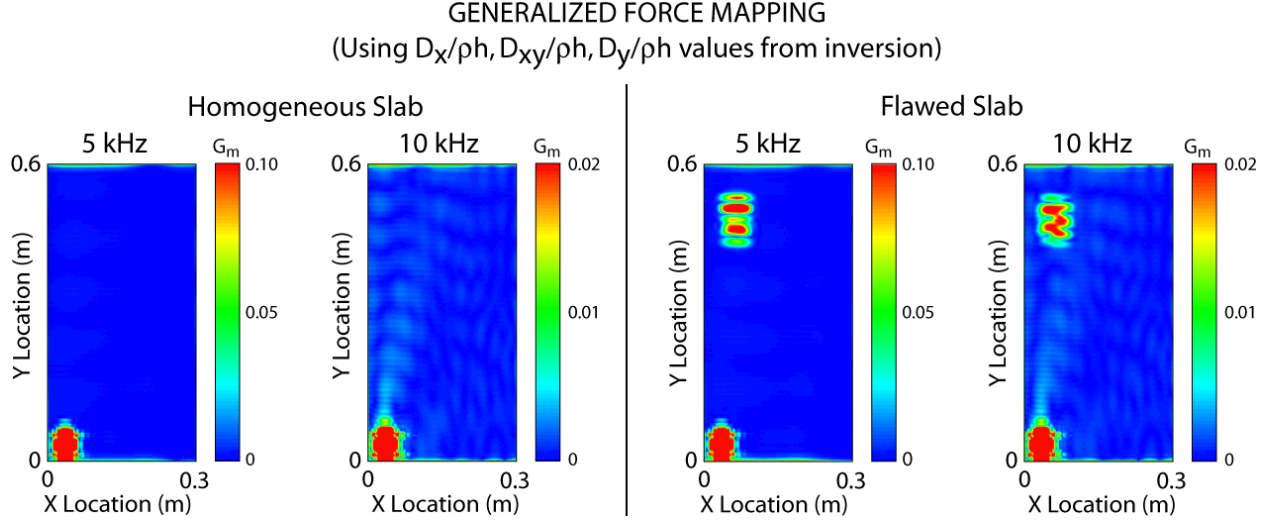 GENERALIZED FORCE MAPPING
(Using Dx/ρh, Dxy/ρh, Dy/ρh values from inversion)
Homogeneous Slab
Flawed Slab
5 kHz
Gm
10 kHz
Gm
5 kHz
Gm
10 kHz
Gm
0.6
0.10
0.6
0.02
0.6
0.10
0.6
0.02
Y Location (m)
0.05
Y Location (m)
0.01
Y Location (m)
0.05
Y Location (m)
0.01
0
0
0
0
0
0
0
0
0
0.3
0
0.3
0
0.3
0
0.3
X Location (m)
X Location (m)
X Location (m)
X Location (m)